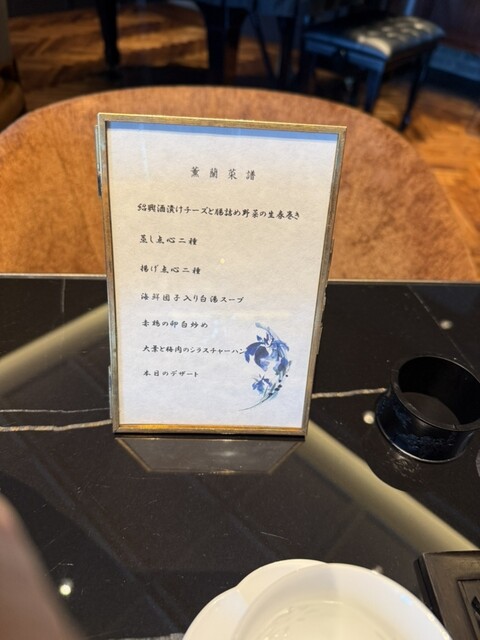 薫蘭菜譜
紹興酒漬けチーズと腸詰め野菜の生春巻き
蒸し点心二種
揚げ点心二種
海鮮団子入り白湯スープ
赤鶏の卵白炒め
大葉と梅肉のシラスチャーハン
本日のデザート